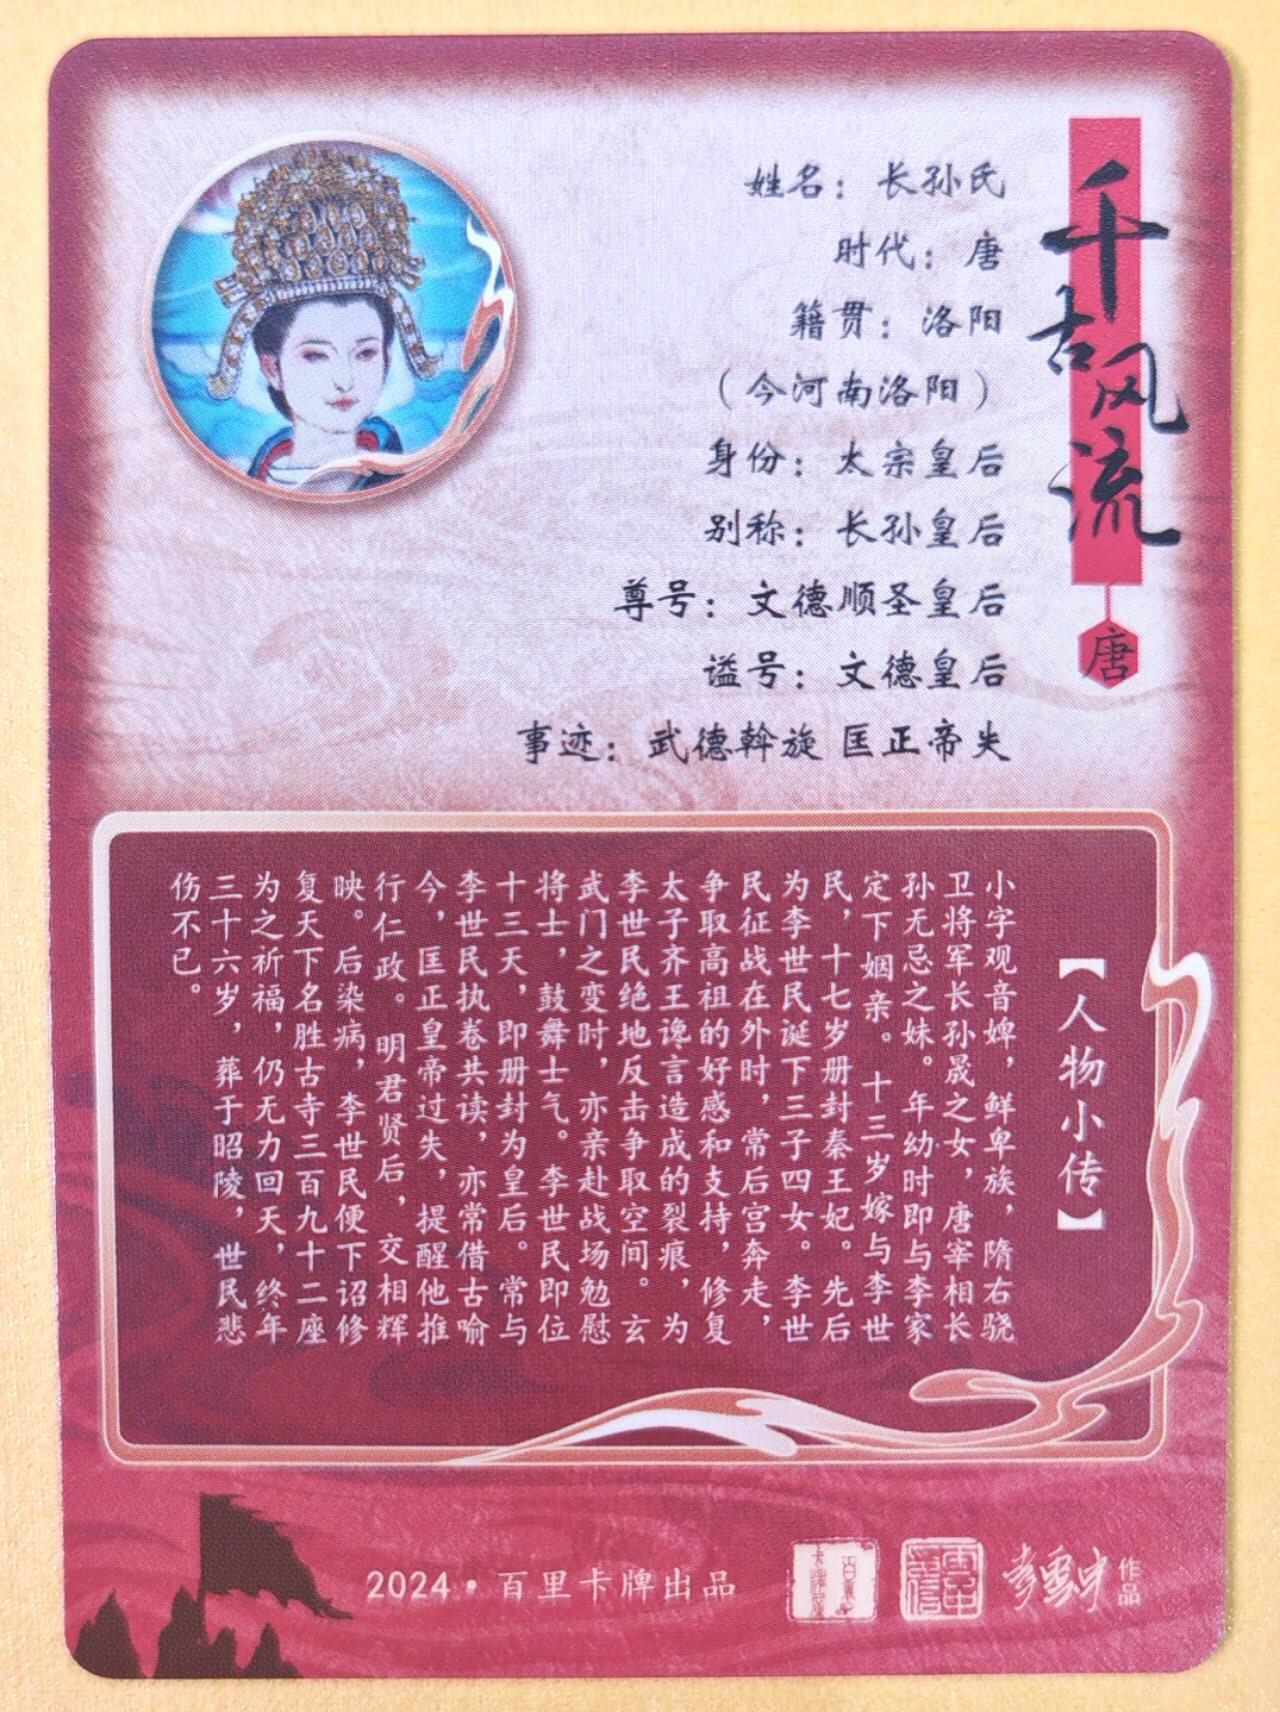 千古风流
唐
姓名：长孙氏
时代：唐
籍贯：洛阳
（今河南洛阳）
身份：太宗皇后
别称：长孙皇后
尊号：文德顺圣皇后
谥号：文德皇后
事迹：武德斡旋 匡正帝失
【人物小传】
小字观音婢，鲜卑族，隋右骁
卫将军长孙晟之女，唐宰相长
孙无忌之妹。年幼时即与李家
定下姻亲。十三岁嫁与李世
民，十七岁册封秦王妃。先后
为李世民诞下三子四女。李世
民征战在外时，常后宫奔走，
争取高祖的好感和支持，修复
太子齐王谗言造成的裂痕，为
李世民绝地反击争取空间。玄
武门之变时，亦亲赴战场勉慰
将士，鼓舞士气。李世民即位
十三天，即册封为皇后。常与
李世民执卷共读，亦常借古喻
今，匡正皇帝过失，提醒他推
行仁政。明君贤后，交相辉
映。后染病，李世民便下诏修
复天下名胜古寺三百九十二座
为之祈福，仍无力回天，终年
三十六岁，葬于昭陵，世民悲
伤不已。
2024·百里卡牌出品
作品